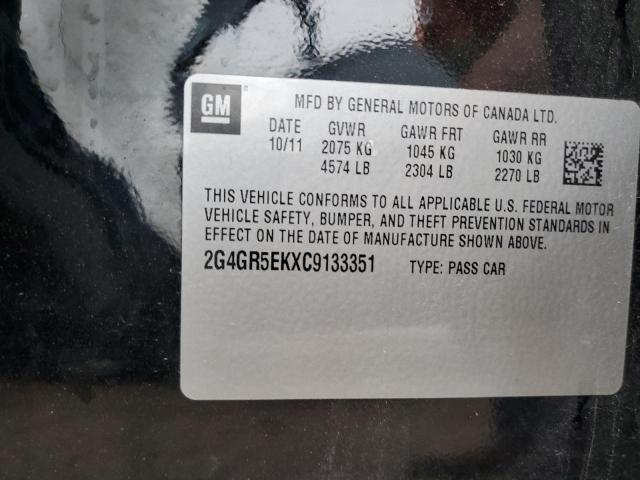 GM
MFD BY GENERAL MOTORS OF CANADA LTD.
DATE GVWR GAWR FRT GAWR RR
10/11 2075 KG 1045 KG 1030 KG
4574 LB 2304 LB 2270 LB
THIS VEHICLE CONFORMS TO ALL APPLICABLE U.S. FEDERAL MOTOR
VEHICLE SAFETY, BUMPER, AND THEFT PREVENTION STANDARDS IN
EFFECT ON THE DATE OF MANUFACTURE SHOWN ABOVE.
2G4GR5EKXC9133351 TYPE: PASS CAR